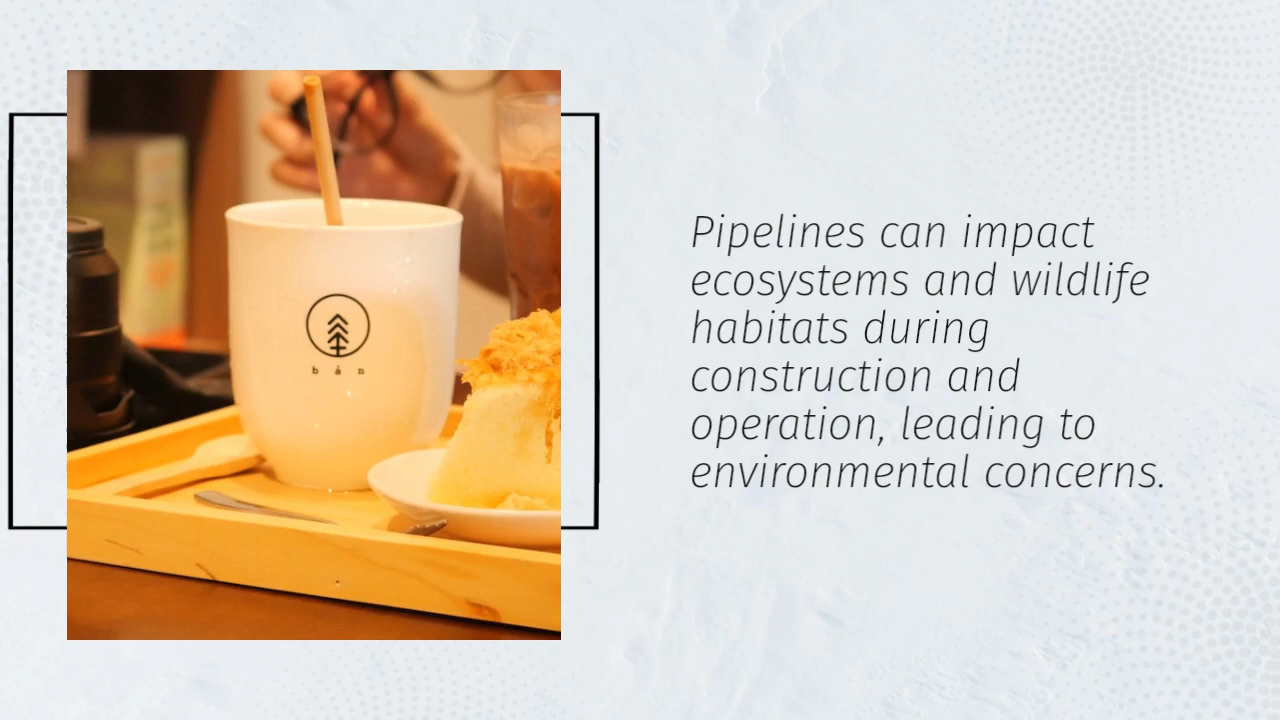 b å n
Pipelines can impact
ecosystems and wildlife
habitats during
construction and
operation, leading to
environmental concerns.